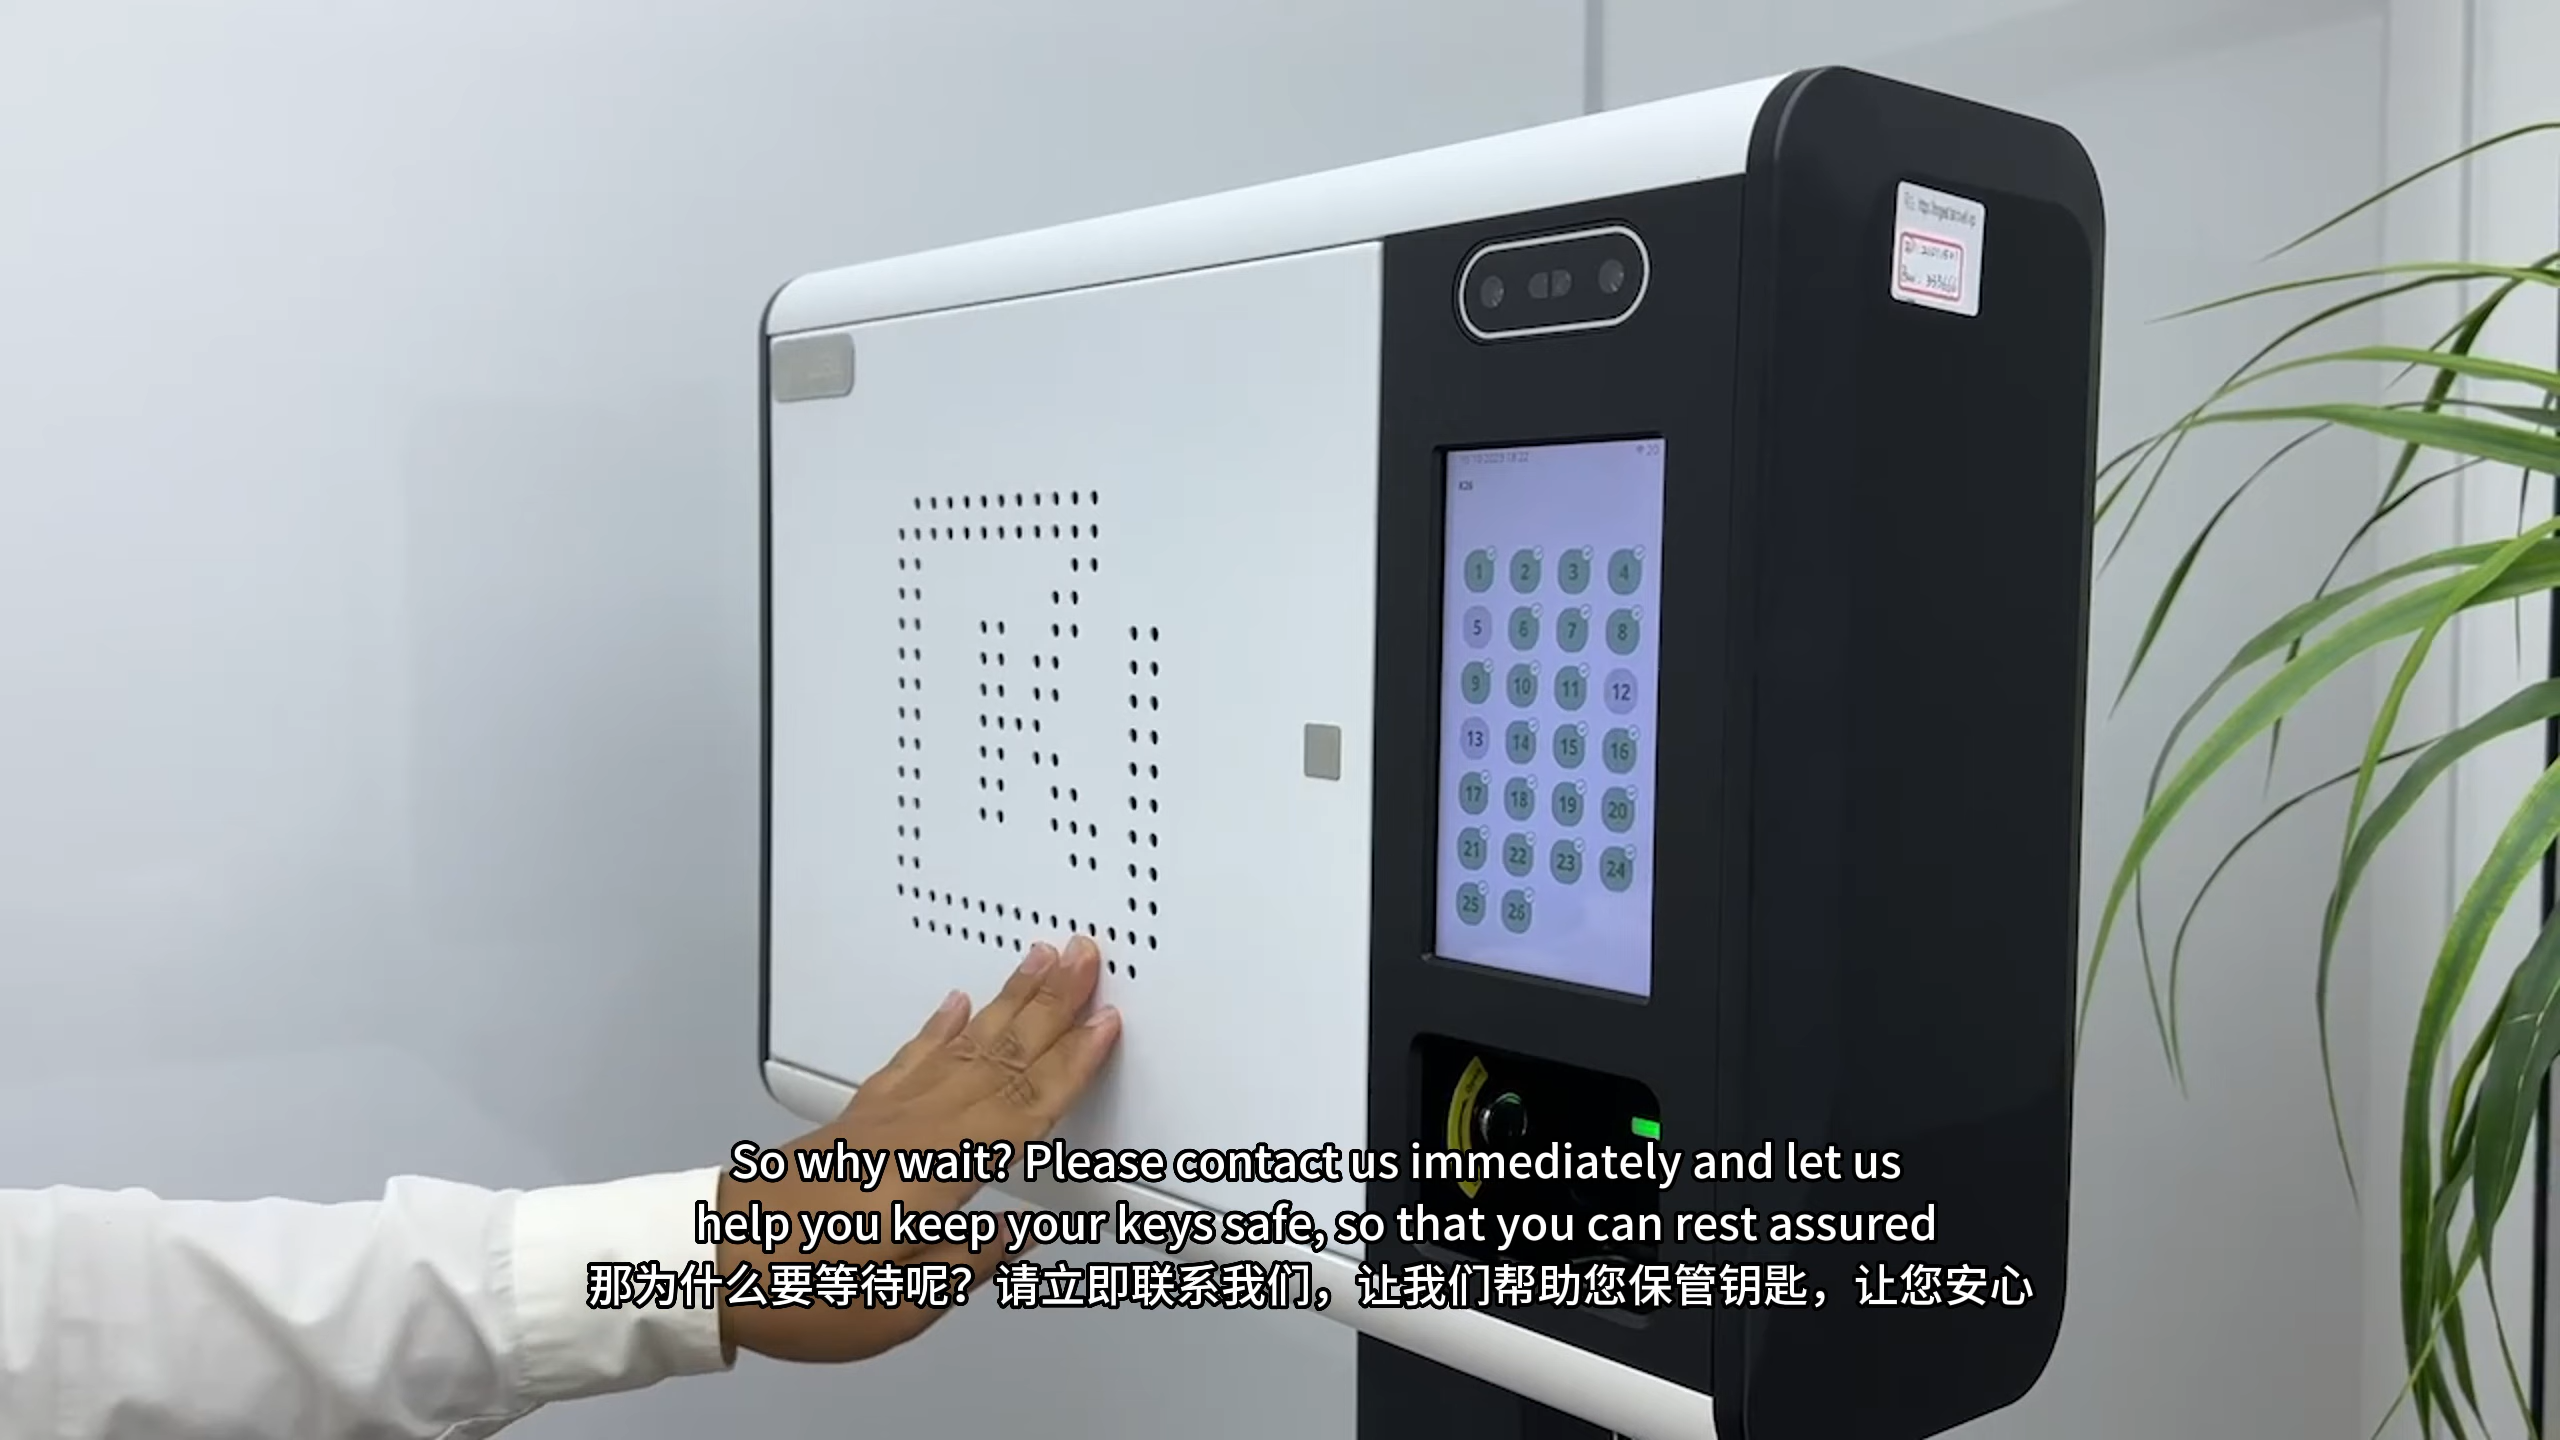 K26
1 2 3 4
5 6 7 8
9 10 11 12
13 14 15 16
17 18 19 20
21 22 23 24
25 26
So why wait? Please contact us immediately and let us
help you keep your keys safe, so that you can rest assured
那为什么要等待呢？请立即联系我们，让我们帮助您保管钥匙，让您安心